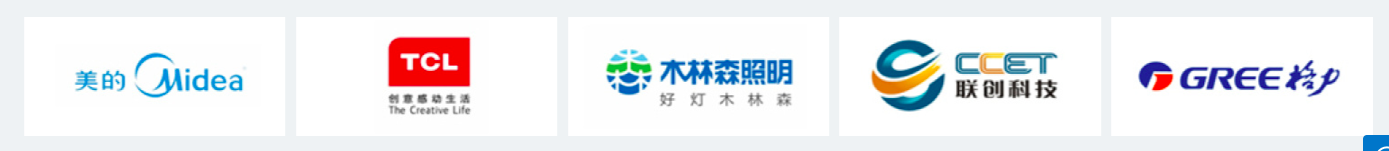 美的 Midea
TCL
创意感动生活
The Creative Life
木林森照明
好灯木林森
CCET
联创科技
GREE 格力